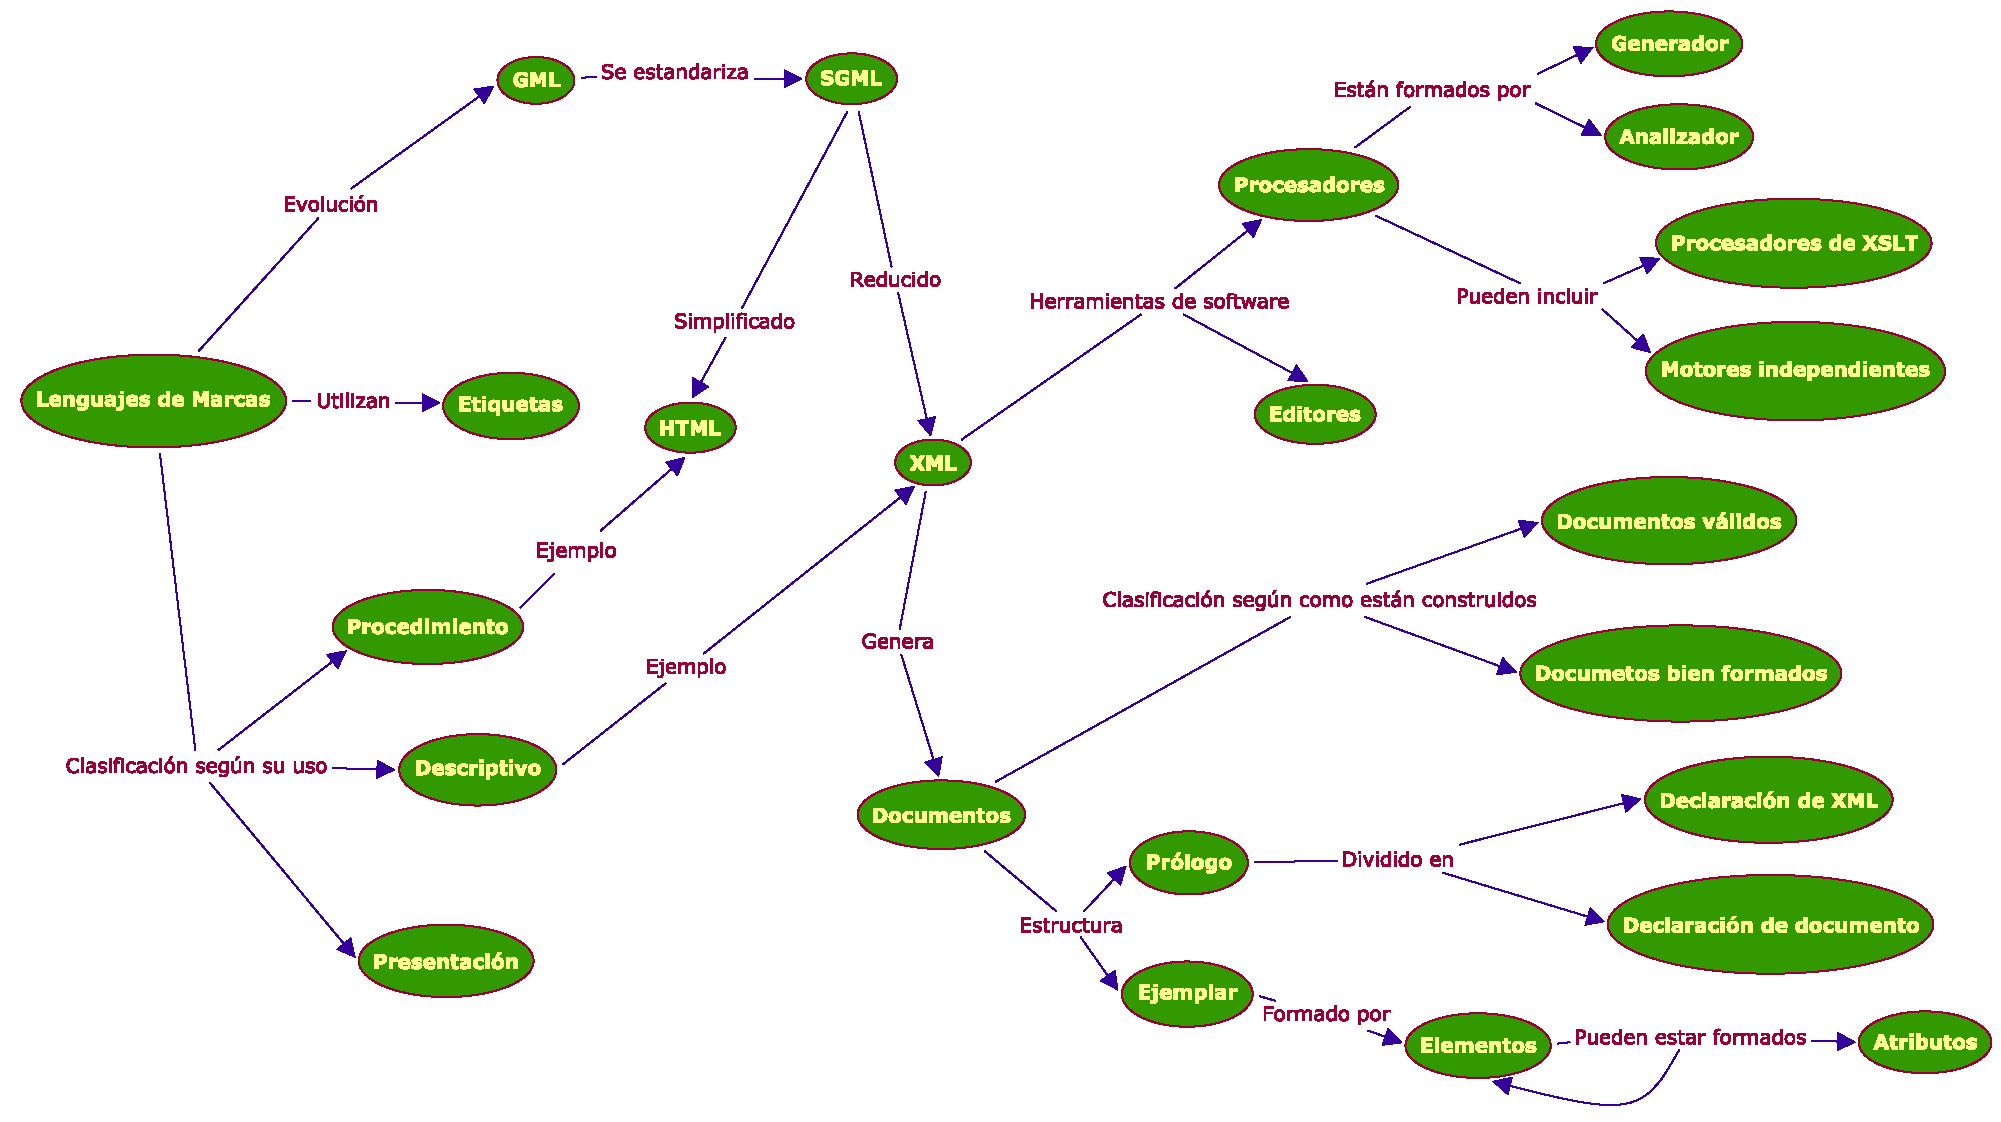 Generador
GML
Se estandariza
SGML
Están formados por
Analizador
Procesadores
Evolución
Procesadores de XSLT
Reducido
Herramientas de software
Pueden incluir
Simplificado
Motores independientes
Lenguajes de Marcas
Utilizan
Etiquetas
HTML
Editores
XML
Documentos válidos
Ejemplo
Clasificación según como están construidos
Procedimiento
Genera
Ejemplo
Documetos bien formados
Clasificación según su uso
Descriptivo
Documentos
Declaración de XML
Prólogo
Dividido en
Estructura
Declaración de documento
Presentación
Ejemplar
Formado por
Elementos
Pueden estar formados
Atributos